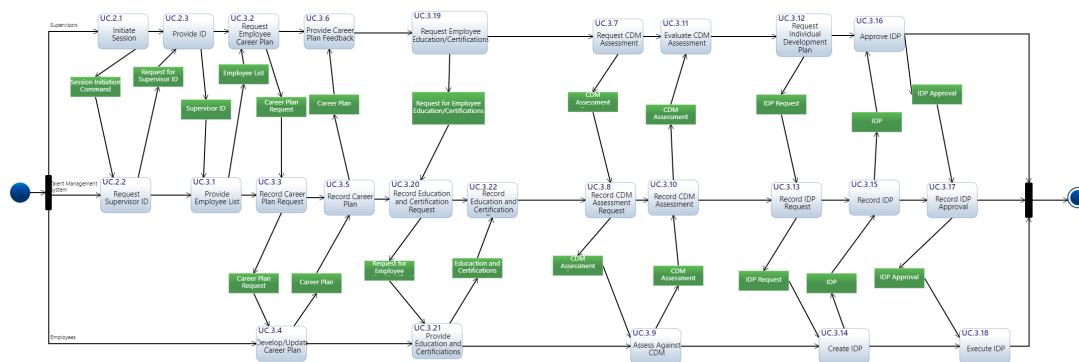 Supervisors
UC.2.1
Initiate
Session
UC.2.3
Provide ID
UC.3.2
Request
Employee
Career Plan
UC.3.6
Provide Career
Plan Feedback
UC.3.19
Request Employee
Education/Certifications
UC.3.7
Request CDM
Assessment
UC.3.11
Evaluate CDM
Assessment
UC.3.12
Request
Individual
Development
Plan
UC.3.16
Approve IDP
Session Initiation
Command
Request for
Supervisor ID
Supervisor ID
Employee List
Career Plan
Request
Career Plan
Request for Employee
Education/Certifications
CDM
Assessment
CDM
Assessment
IDP Request
IDP
IDP Approval
Talent Management
System
UC.2.2
Request
Supervisor ID
UC.3.1
Provide
Employee List
UC.3.3
Record Career
Plan Request
UC.3.5
Record Career
Plan
UC.3.20
Record Education
and Certification
Request
UC.3.22
Record
Education and
Certification
UC.3.8
Record CDM
Assessment
Request
UC.3.10
Record CDM
Assessment
UC.3.13
Record IDP
Request
UC.3.15
Record IDP
UC.3.17
Record IDP
Approval
Career Plan
Request
Career Plan
Request for
Employee
Educaction and
Certifications
CDM
Assessment
CDM
Assessment
IDP Request
IDP
IDP Approval
Employees
UC.3.4
Develop/Update
Career Plan
UC.3.21
Provide
Education and
Certifications
UC.3.9
Assess Against
CDM
UC.3.14
Create IDP
UC.3.18
Execute IDP